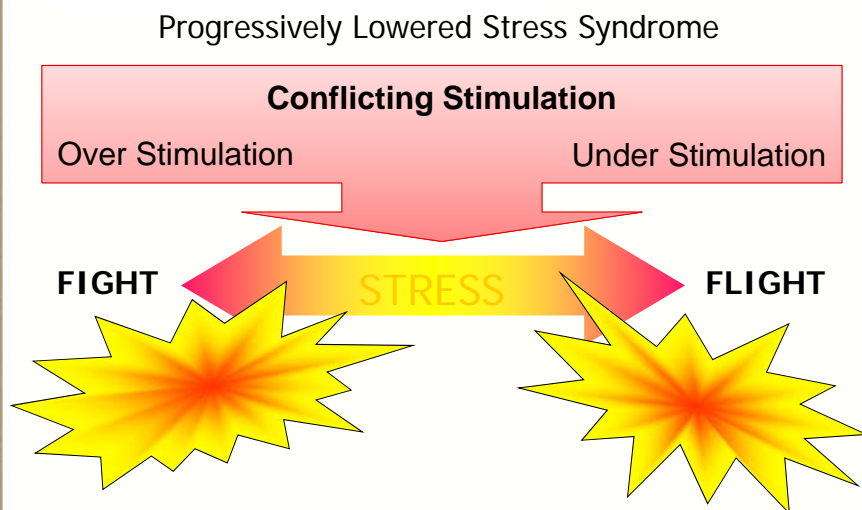 Progressively Lowered Stress Syndrome
Conflicting Stimulation
Over Stimulation Under Stimulation
FIGHT STRESS FLIGHT